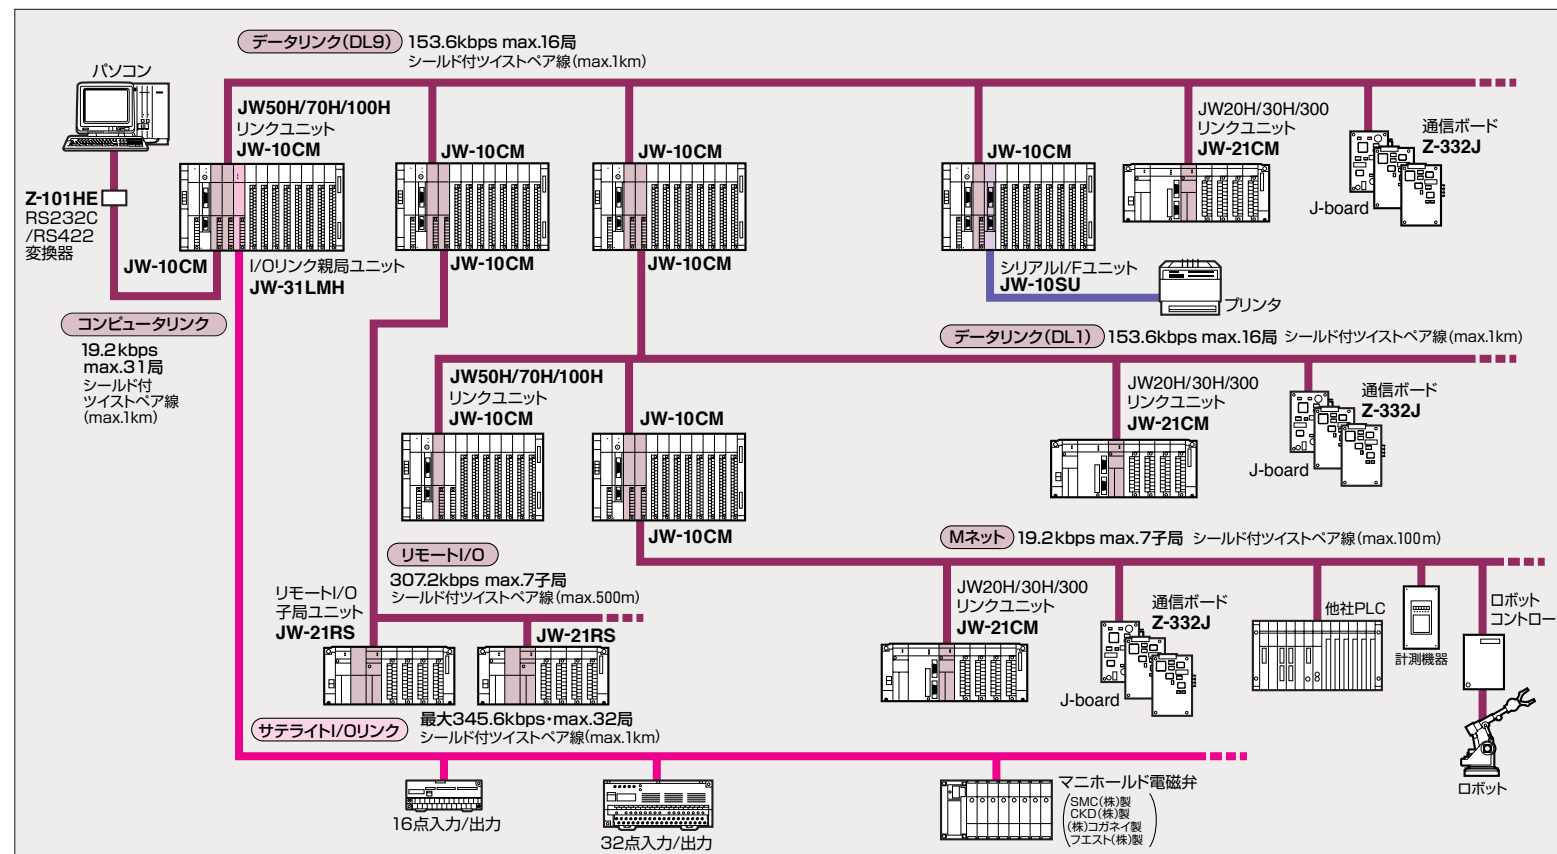 データリンク(DL9) 153.6kbps max.16局
シールド付ツイストペア線(max.1km)
パソコン
JW50H/70H/100H
リンクユニット
JW-10CM
JW-10CM
JW-10CM
JW-10CM
JW20H/30H/300
リンクユニット
JW-21CM
通信ボード
Z-332J
J-board
Z-101HE
RS232C
/RS422
変換器
JW-10CM
I/Oリンク親局ユニット
JW-31LMH
JW-10CM
JW-10CM
シリアルI/Fユニット
JW-10SU
プリンタ
コンピュータリンク
19.2kbps
max.31局
シールド付
ツイストペア線
(max.1km)
データリンク(DL1) 153.6kbps max.16局 シールド付ツイストペア線(max.1km)
JW50H/70H/100H
リンクユニット
JW-10CM
JW-10CM
JW20H/30H/300
リンクユニット
JW-21CM
通信ボード
Z-332J
J-board
JW-10CM
Mネット 19.2kbps max.7子局 シールド付ツイストペア線(max.100m)
リモートI/O
307.2kbps max.7子局
シールド付ツイストペア線(max.500m)
リモートI/O
子局ユニット
JW-21RS
JW-21RS
JW20H/30H/300
リンクユニット
JW-21CM
通信ボード
Z-332J
J-board
他社PLC
計測機器
ロボット
コントロー
ロボット
サテライトI/Oリンク
最大345.6kbps・max.32局
シールド付ツイストペア線(max.1km)
16点入力/出力
32点入力/出力
マニホールド電磁弁
(SMC(株)製
CKD(株)製
(株)コガネイ製
フエスト(株)製)